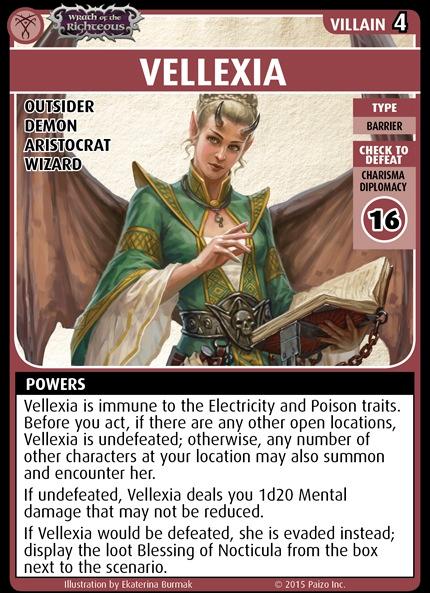 Wrath of the
Righteous
VILLAIN 4
VELLEXIA
OUTSIDER
DEMON
ARISTOCRAT
WIZARD
TYPE
BARRIER
CHECK TO
DEFEAT
CHARISMA
DIPLOMACY
16
POWERS
Vellexia is immune to the Electricity and Poison traits.
Before you act, if there are any other open locations,
Vellexia is undefeated; otherwise, any number of
other characters at your location may also summon
and encounter her.
If undefeated, Vellexia deals you 1d20 Mental
damage that may not be reduced.
If Vellexia would be defeated, she is evaded instead;
display the loot Blessing of Nocticula from the box
next to the scenario.
Illustration by Ekaterina Burmak
© 2015 Paizo Inc.